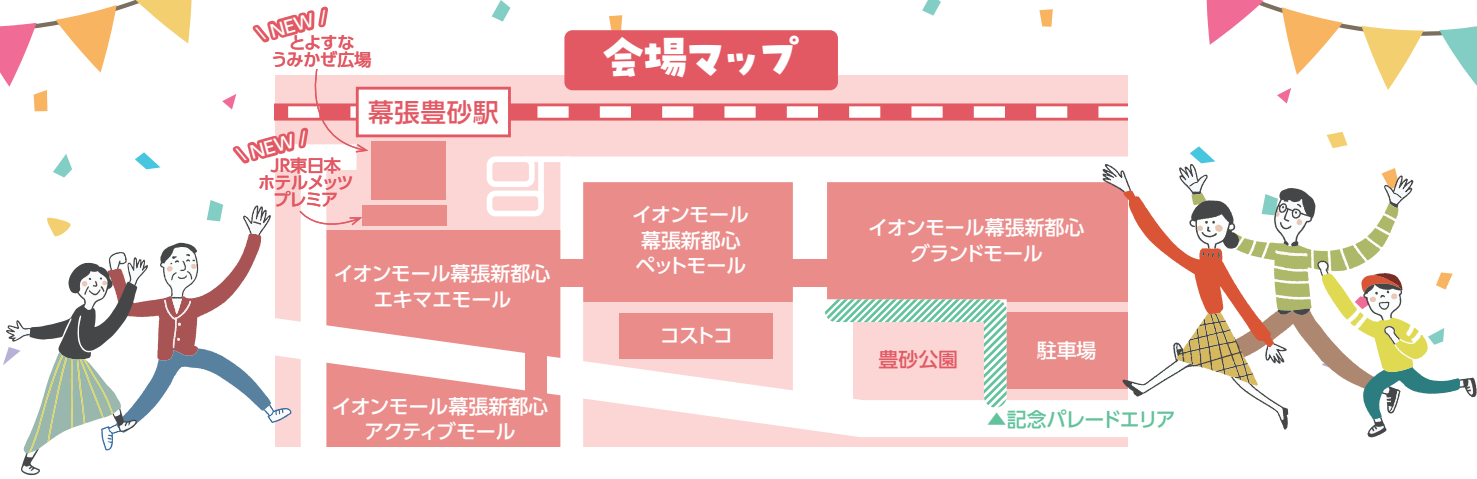 会場マップ
\ NEW /
とよすな
うみかぜ広場
幕張豊砂駅
\ NEW /
JR東日本
ホテルメッツ
プレミア
イオンモール幕張新都心
エキマエモール
イオンモール
幕張新都心
ペットモール
イオンモール幕張新都心
グランドモール
コストコ
豊砂公園
駐車場
イオンモール幕張新都心
アクティブモール
▲記念パレードエリア